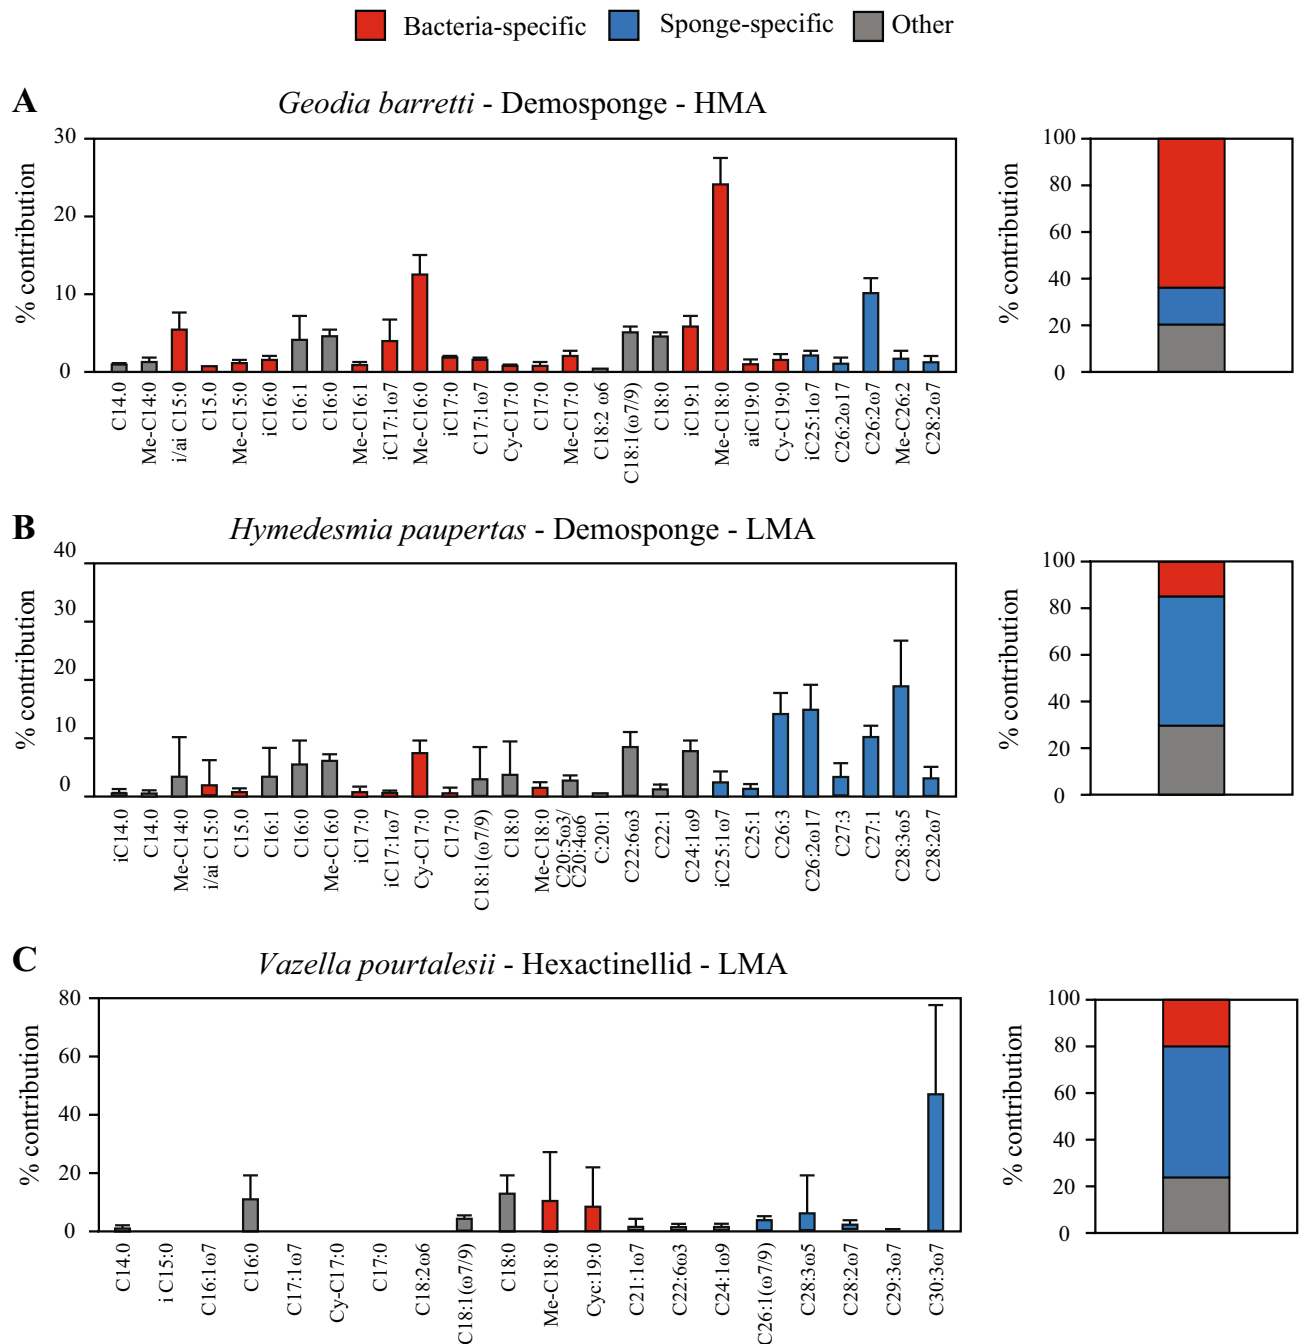 Bacteria-specific Sponge-specific Other
A
Geodia barretti - Demosponge - HMA
% contribution
30
20
10
0
C14.0
Me-C14:0
i/ai C15:0
C15.0
Me-C15:0
iC16:0
C16:1
C16:0
Me-C16:1
iC17:1ω7
Me-C16:0
iC17:0
C17:1ω7
Cy-C17:0
C17:0
Me-C17:0
C18:2 ω6
C18:1(ω7/9)
C18:0
iC19:1
Me-C18:0
aiC19:0
Cy-C19:0
iC25:1ω7
C26:2ω17
C26:2ω7
Me-C26:2
C28:2ω7
% contribution
100
80
60
40
20
0
B
Hymedesmia paupertas - Demosponge - LMA
% contribution
40
30
20
10
0
iC14.0
C14.0
Me-C14:0
i/ai C15:0
C15.0
C16:1
C16:0
Me-C16:0
iC17:0
iC17:1ω7
Cy-C17:0
C17:0
C18:1(ω7/9)
C18:0
Me-C18:0
C20:5ω3/
C20:4ω6
C:20:1
C22:6ω3
C22:1
C24:1ω9
iC25:1ω7
C25:1
C26:3
C26:2ω17
C27:3
C27:1
C28:3ω5
C28:2ω7
% contribution
100
80
60
40
20
0
C
Vazella pourtalesii - Hexactinellid - LMA
% contribution
80
60
40
20
0
C14.0
i C15:0
C16:1ω7
C16:0
C17:1ω7
Cy-C17:0
C17:0
C18:2ω6
C18:1(ω7/9)
C18:0
Me-C18:0
Cyc:19:0
C21:1ω7
C22:6ω3
C24:1ω9
C26:1(ω7/9)
C28:3ω5
C28:2ω7
C29:3ω7
C30:3ω7
% contribution
100
80
60
40
20
0